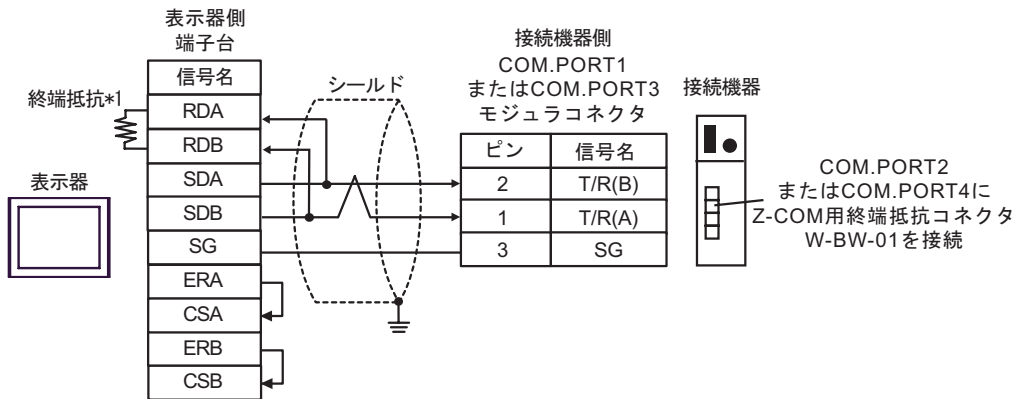 表示器側
端子台
信号名
RDA
RDB
SDA
SDB
SG
ERA
CSA
ERB
CSB
終端抵抗*1
表示器
シールド
接続機器側
COM.PORT1
またはCOM.PORT3
モジュラコネクタ
ピン 信号名
2 T/R(B)
1 T/R(A)
3 SG
接続機器
COM.PORT2
またはCOM.PORT4に
Z-COM用終端抵抗コネクタ
W-BW-01を接続